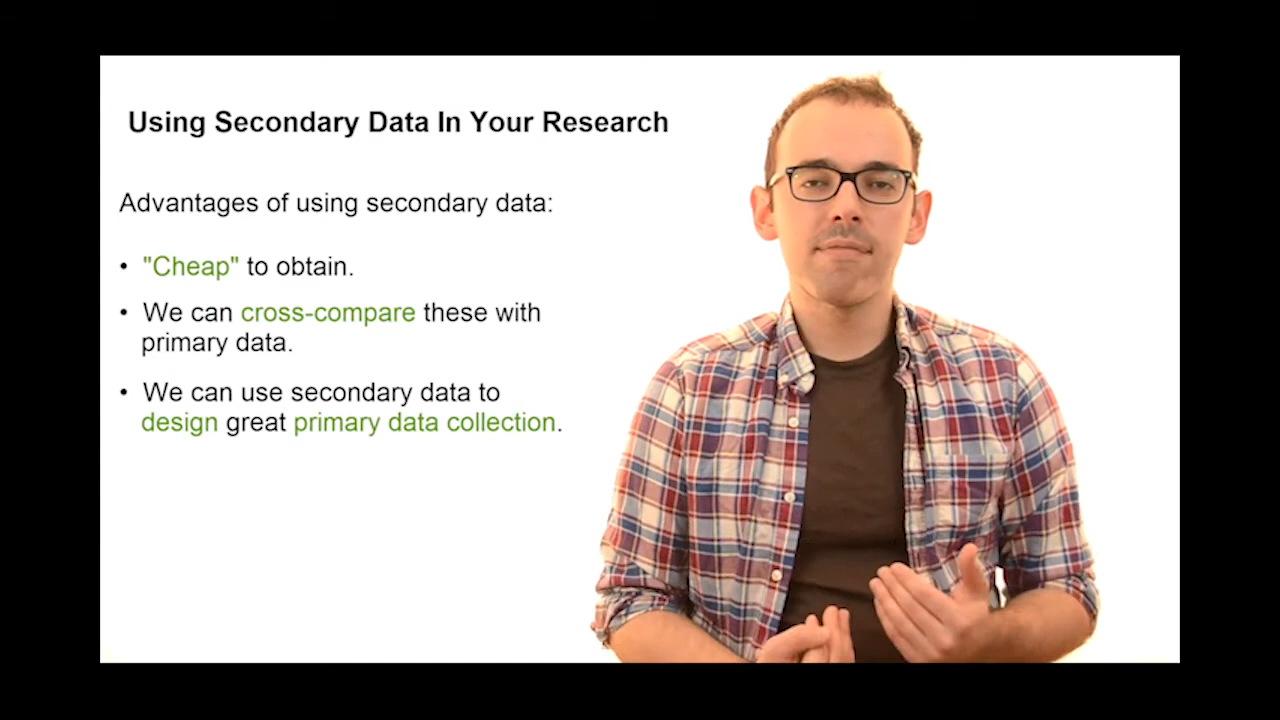 Using Secondary Data In Your Research
Advantages of using secondary data:
• "Cheap" to obtain.
• We can cross-compare these with
primary data.
• We can use secondary data to
design great primary data collection.